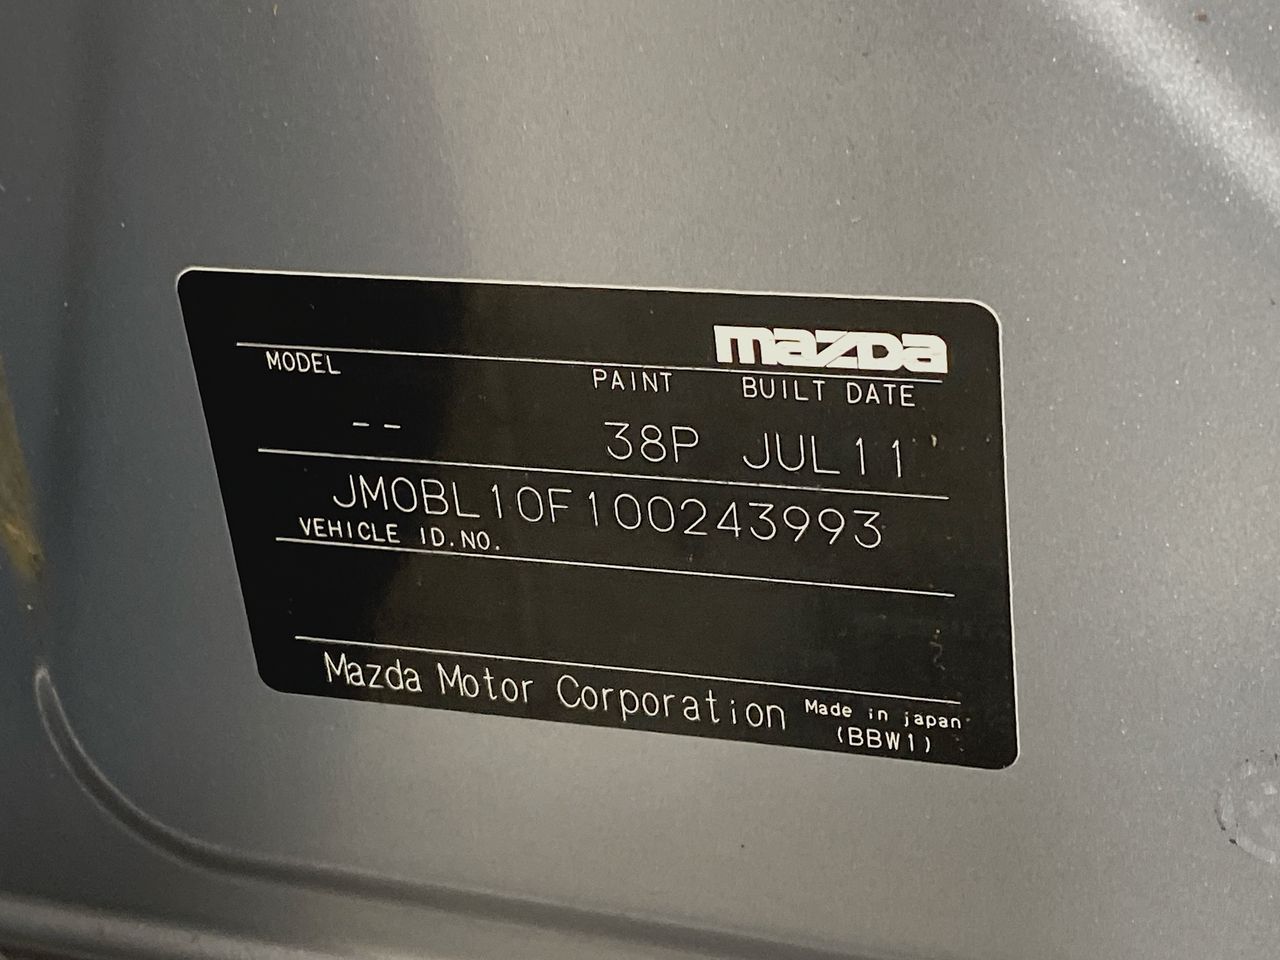 mazda
MODEL PAINT BUILT DATE
-- 38P JUL11
JM0BL10F100243993
VEHICLE ID.NO.
Mazda Motor Corporation Made in japan
(BBW1)